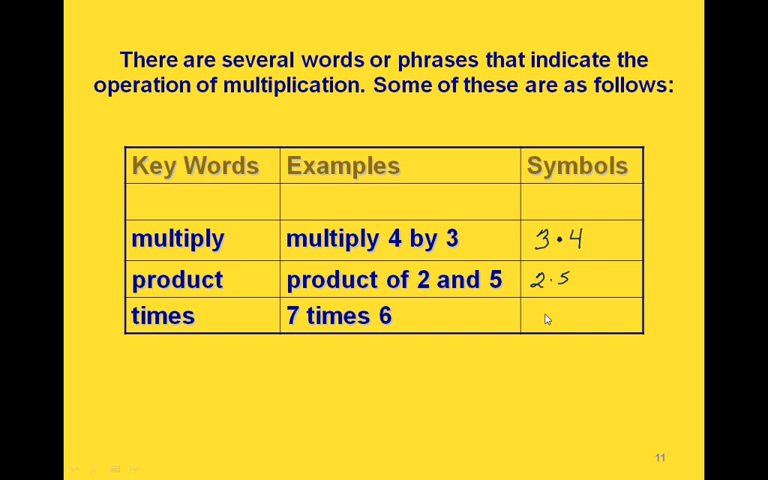 There are several words or phrases that indicate the
operation of multiplication. Some of these are as follows:
Key Words Examples Symbols
multiply multiply 4 by 3 3 · 4
product product of 2 and 5 2 · 5
times 7 times 6
11